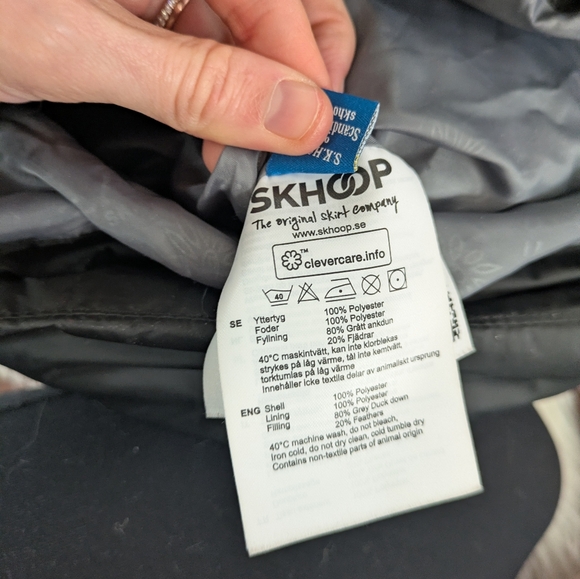 S.K.H
Scandi
skho
SKHOOP
The original skirt company
www.skhoop.se
TM
clevercare.info
40
SE Yttertyg 100% Polyester
Foder 100% Polyester
Fyllning 80% Grått ankdun
20% Fjädrar
40°C maskintvätt, kan inte klorblekas
strykes på låg värme, tål inte kemtvätt,
torktumlas på låg värme
Innehåller icke textila delar av animaliskt ursprung
ENG Shell 100% Polyester
Lining 100% Polyester
Filling 80% Grey Duck down
20% Feathers
40°C machine wash, do not bleach,
Iron cold, do not dry clean, cold tumble dry
Contains non-textile parts of animal origin